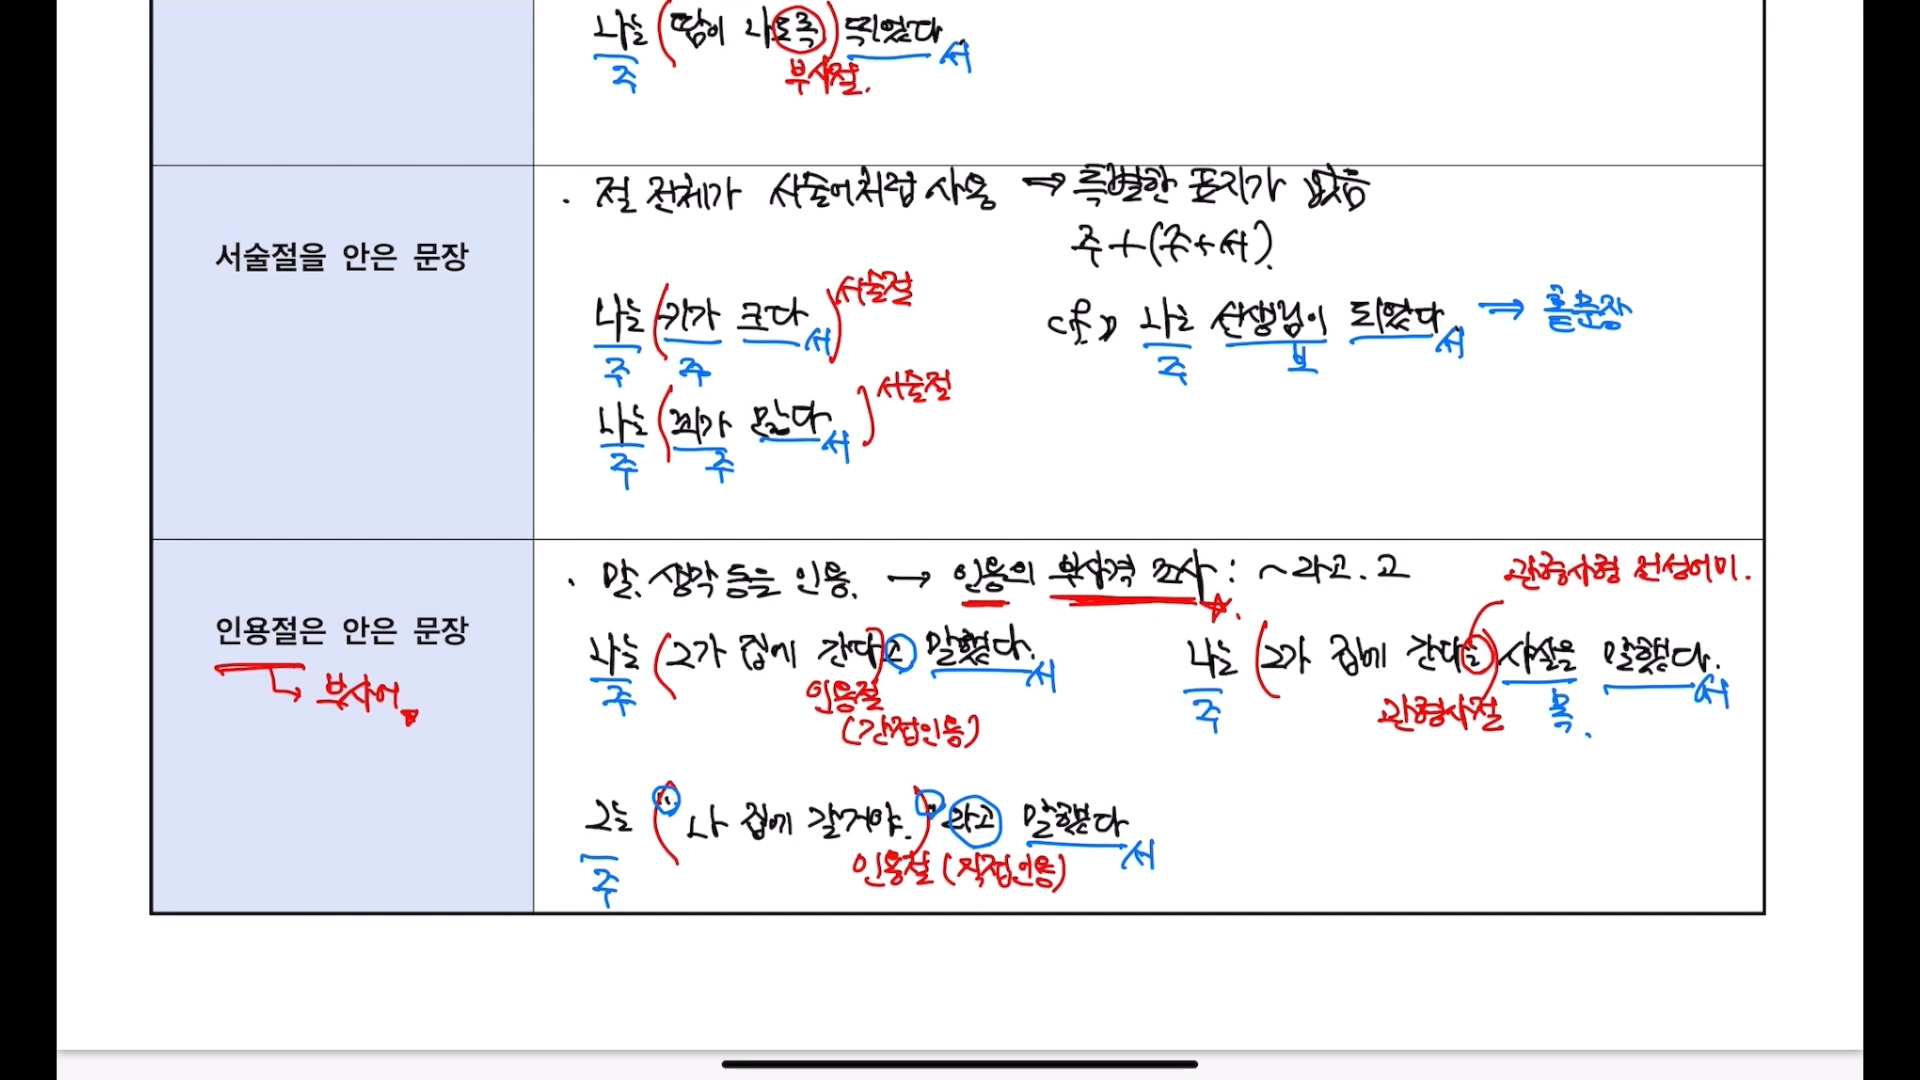 나는 (땀이 나도록) 뛰었다
주 부사절. 서
서술절을 안은 문장
· 절 전체가 서술어처럼 사용 → 특별한 표지가 없음
주+(주+서).
나는 (키가 크다) 서술절
주 주 서
cf) 나는 선생님이 되었다. ⇒ 홑문장
주 보 서
나는 (죄가 많다) 서술절
주 주 서
인용절은 안은 문장
↳ 부사어
· 말. 생각 등을 인용. → 인용의 부사격 조사 : ~라고. 고
관형사형 전성어미.
나는 (그가 집에 간다)고 말했다.
주 인용절 (간접인용) 서
나는 (그가 집에 간다는) 사실을 말했다.
주 관형사절 목 서
그는 ("나 집에 갈거야.") 라고 말했다
주 인용절 (직접인용) 서